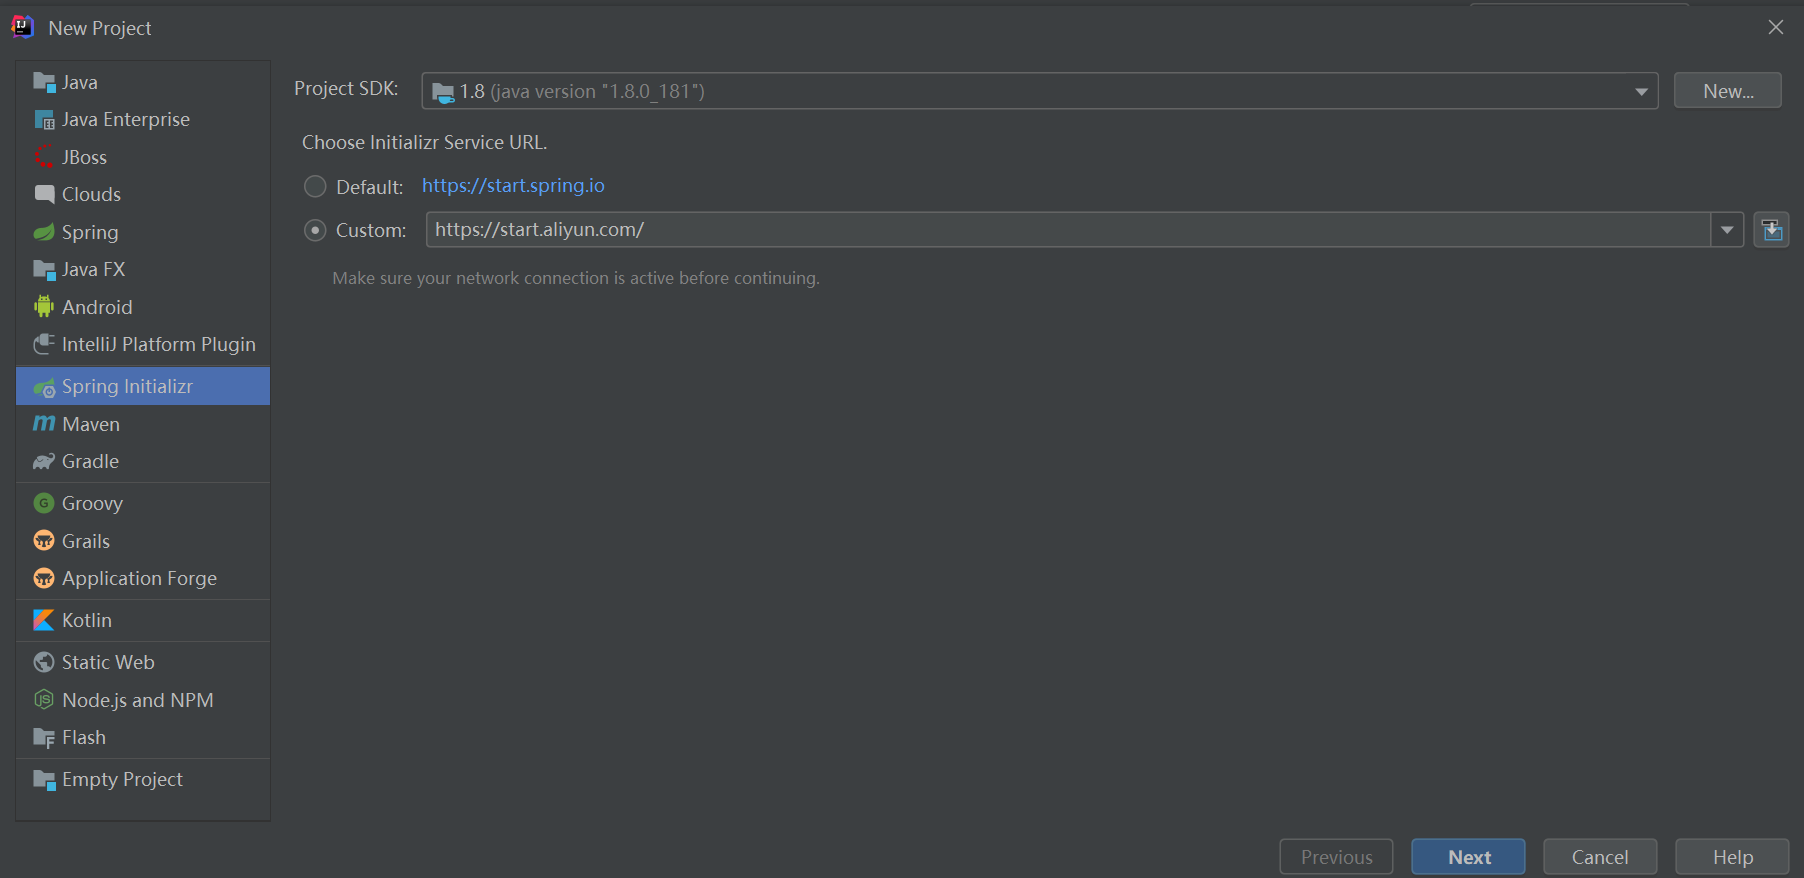 New Project
Java
Java Enterprise
JBoss
Clouds
Spring
Java FX
Android
IntelliJ Platform Plugin
Spring Initializr
Maven
Gradle
Groovy
Grails
Application Forge
Kotlin
Static Web
Node.js and NPM
Flash
Empty Project
Project SDK: 1.8 (java version "1.8.0_181") New...
Choose Initializr Service URL.
Default: https://start.spring.io
Custom: https://start.aliyun.com/
Make sure your network connection is active before continuing.
Previous Next Cancel Help